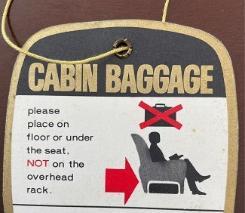 CABIN BAGGAGE
please
place on
floor or under
the seat,
NOT on the
overhead
rack.